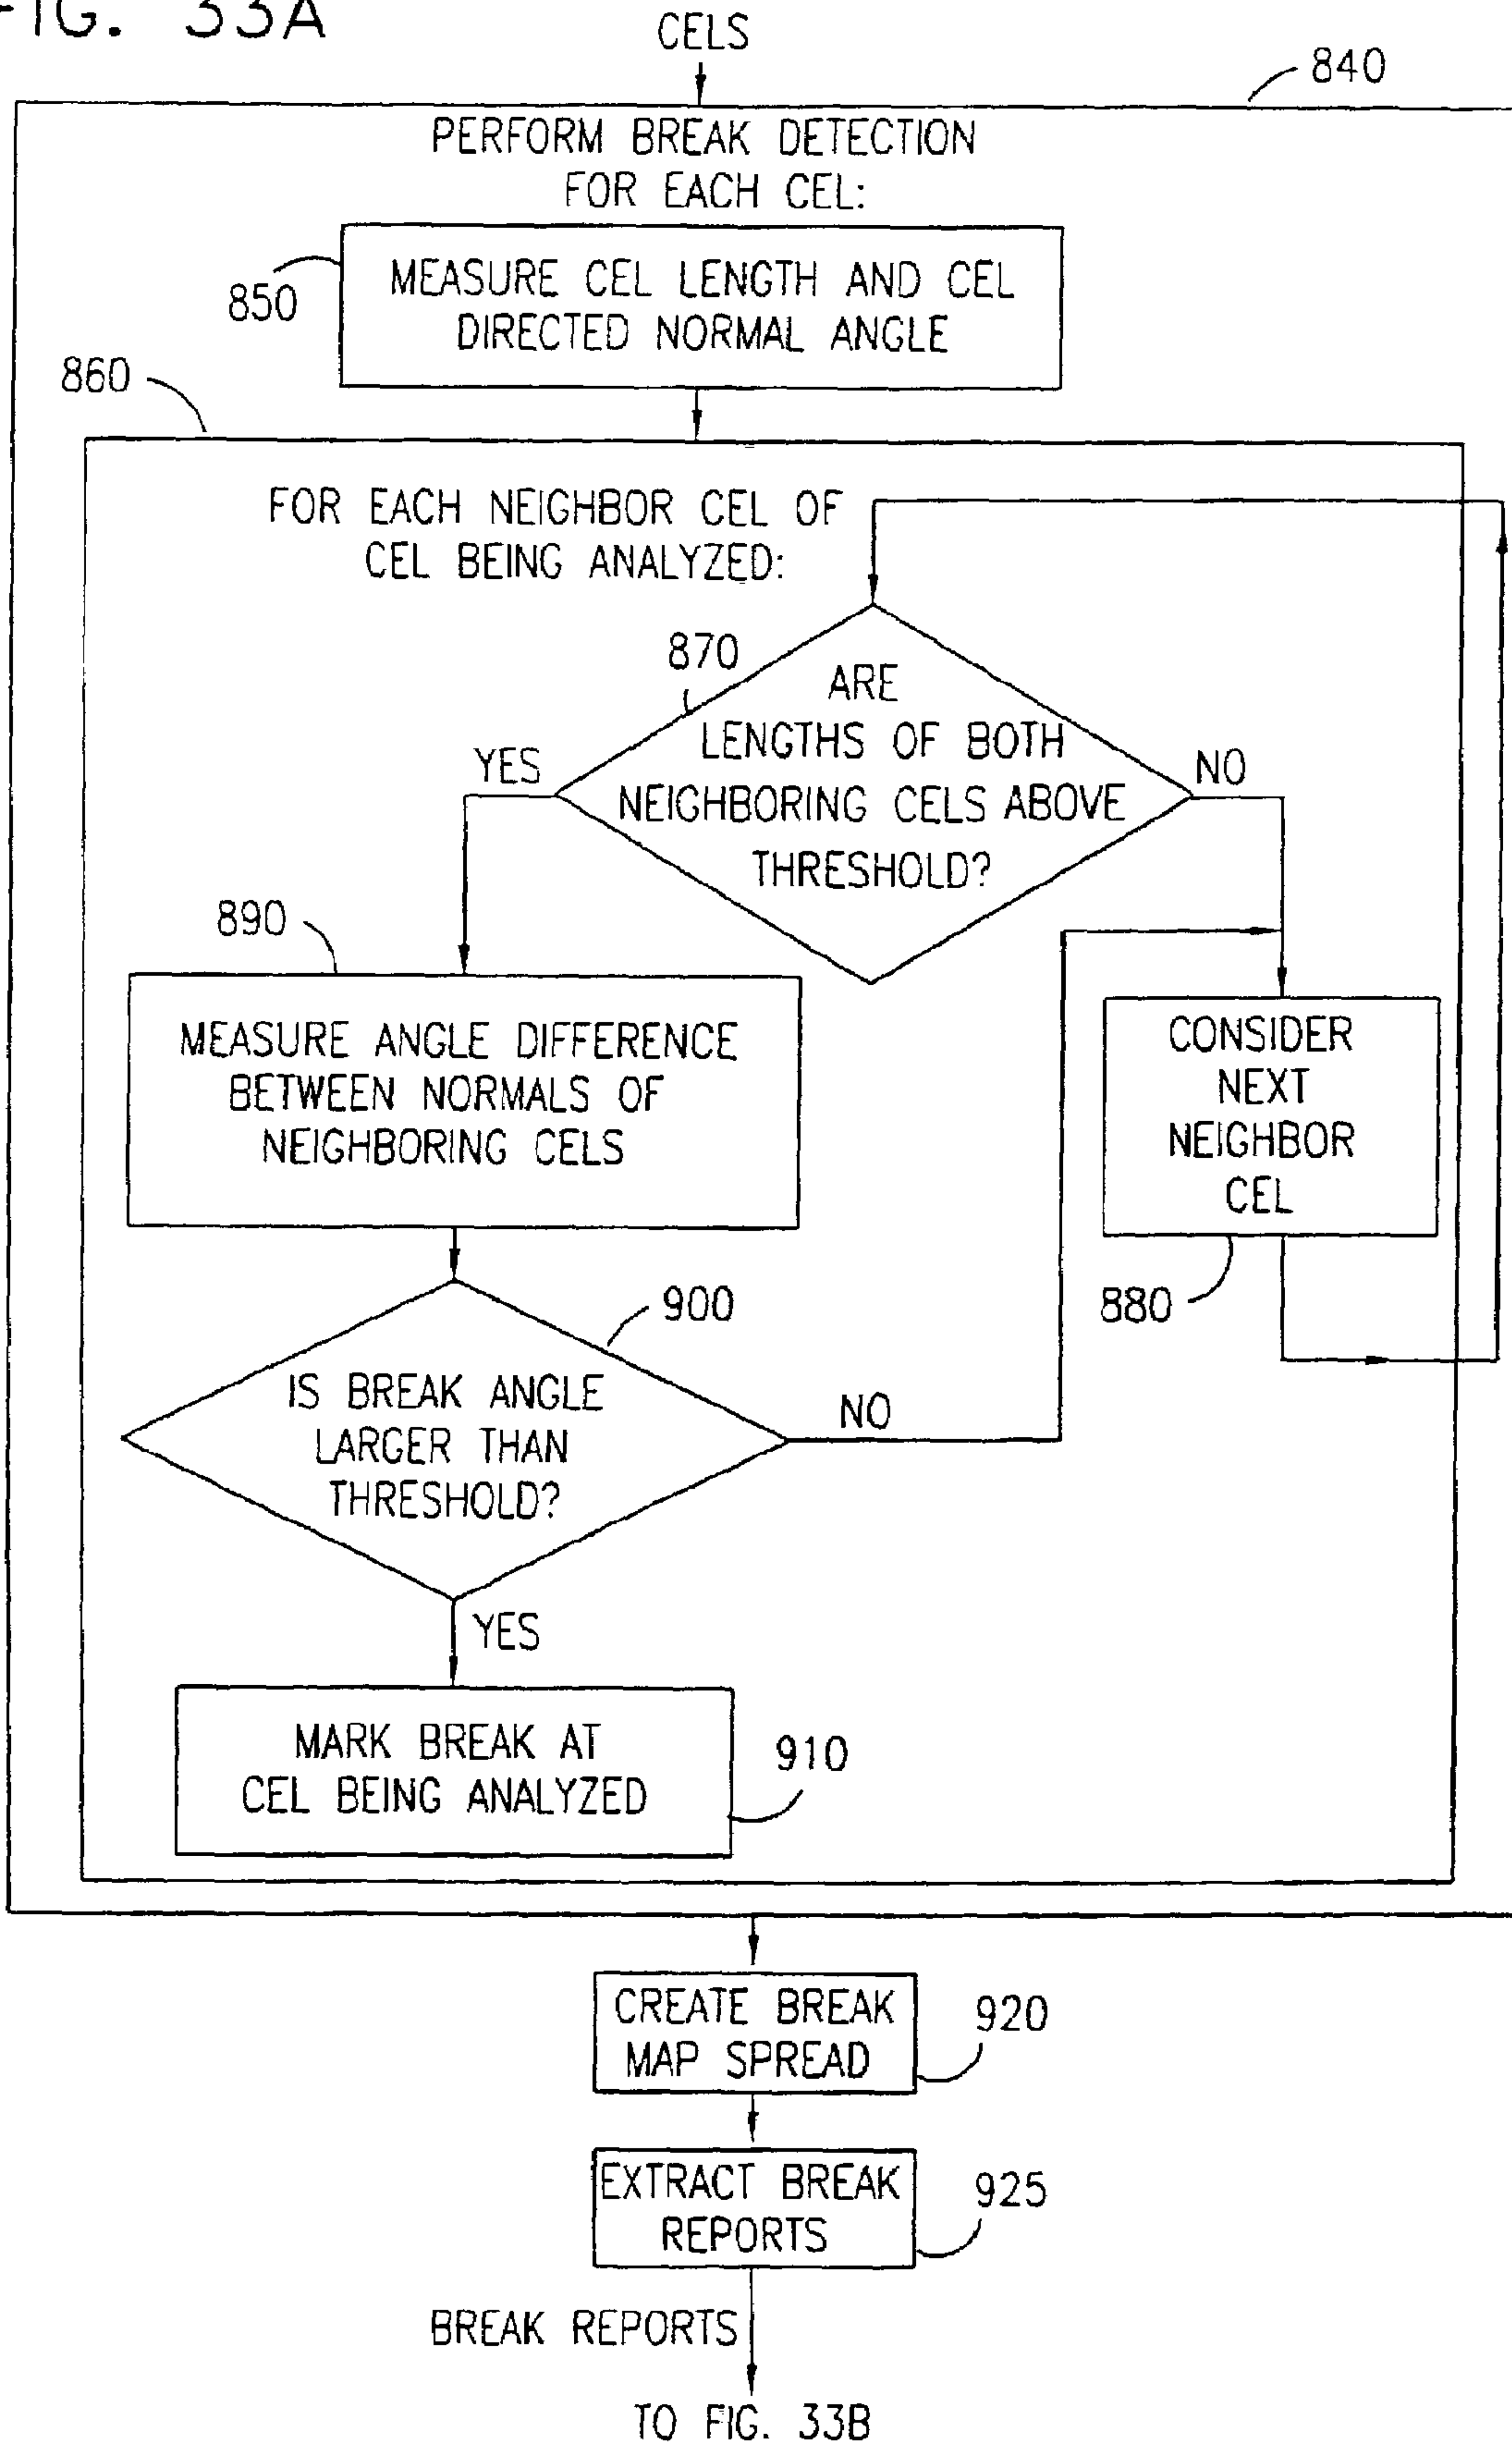 FIG. 33A
CELS
840
PERFORM BREAK DETECTION
FOR EACH CEL:
850
MEASURE CEL LENGTH AND CEL
DIRECTED NORMAL ANGLE
860
FOR EACH NEIGHBOR CEL OF
CEL BEING ANALYZED:
870
ARE
LENGTHS OF BOTH
NEIGHBORING CELS ABOVE
THRESHOLD?
YES
NO
890
MEASURE ANGLE DIFFERENCE
BETWEEN NORMALS OF
NEIGHBORING CELS
CONSIDER
NEXT
NEIGHBOR
CEL
880
900
IS BREAK ANGLE
LARGER THAN
THRESHOLD?
NO
YES
MARK BREAK AT
CEL BEING ANALYZED
910
CREATE BREAK
MAP SPREAD
920
EXTRACT BREAK
REPORTS
925
BREAK REPORTS
TO FIG. 33B